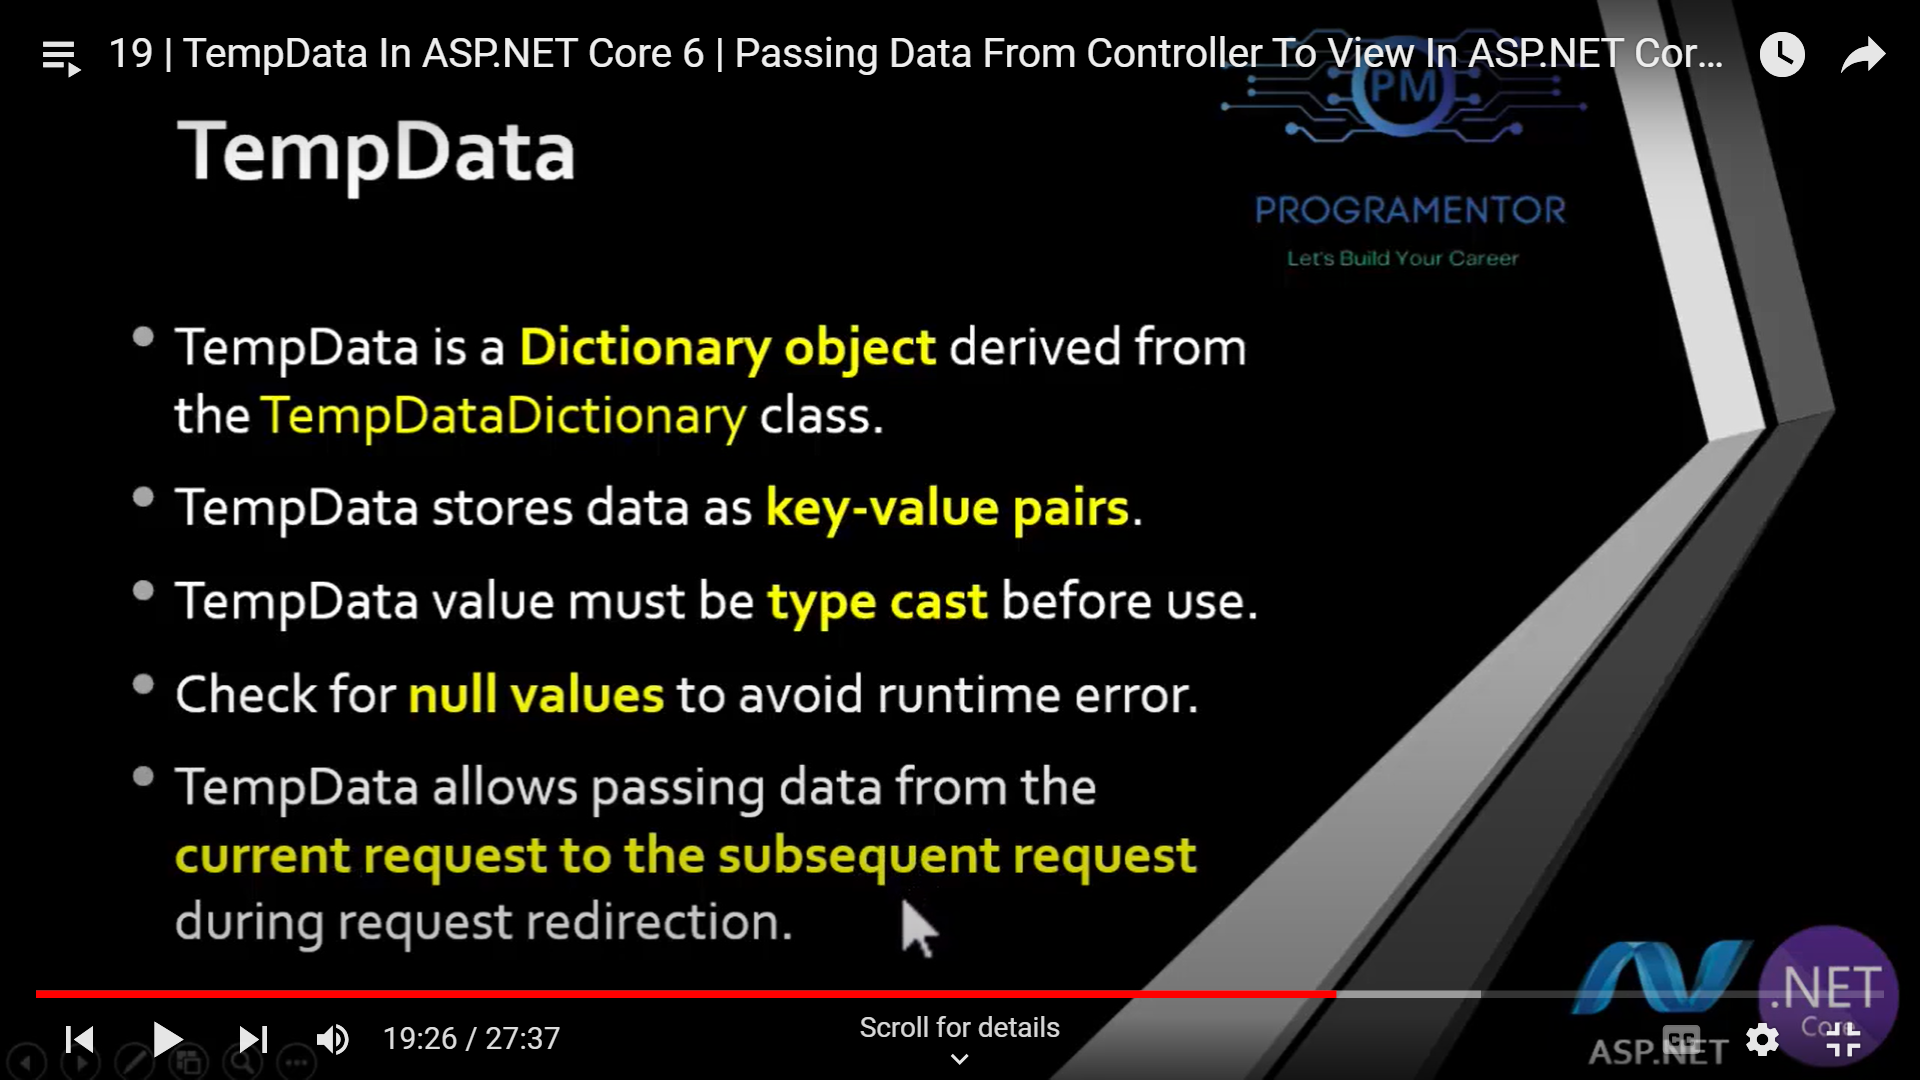 19 | TempData In ASP.NET Core 6 | Passing Data From Controller To View In ASP.NET Cor...
PM
TempData
PROGRAMENTOR
Let's Build Your Career
• TempData is a Dictionary object derived from
the TempDataDictionary class.
• TempData stores data as key-value pairs.
• TempData value must be type cast before use.
• Check for null values to avoid runtime error.
• TempData allows passing data from the
current request to the subsequent request
during request redirection.
.NET
Core
19:26 / 27:37
Scroll for details
CC
ASP.NET